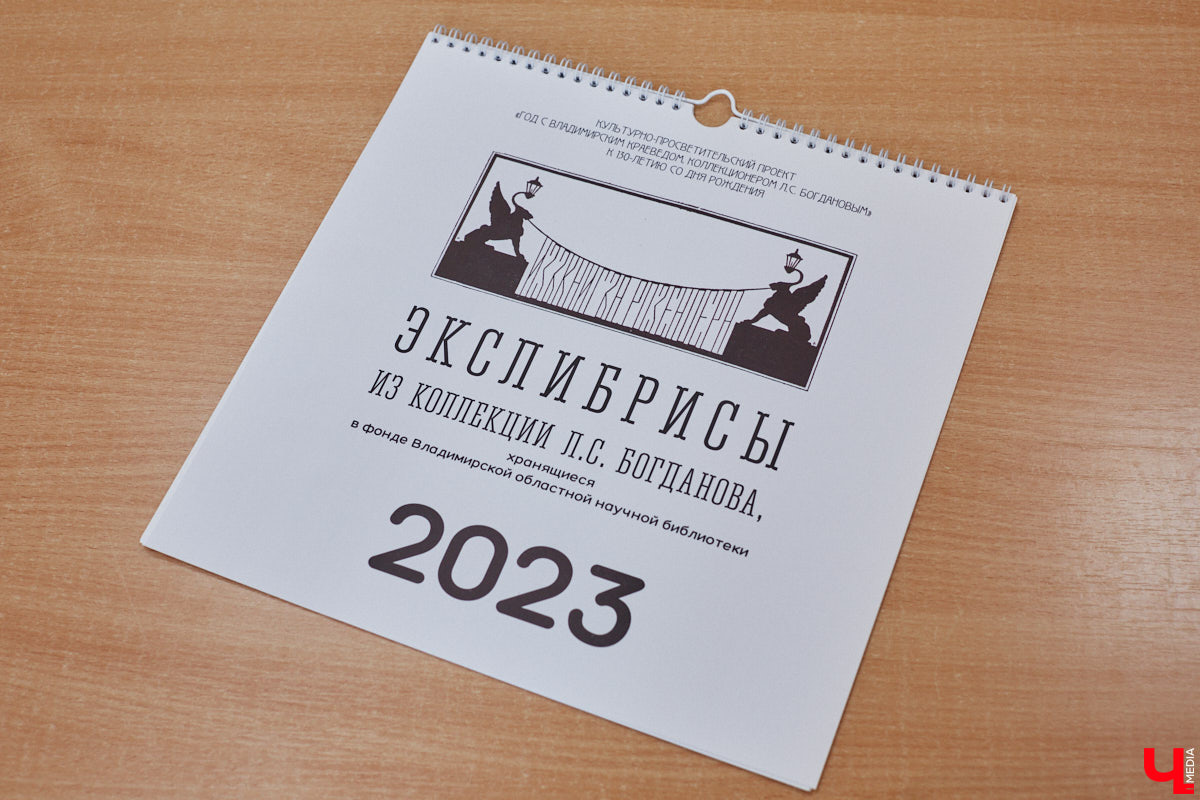 КУЛЬТУРНО-ПРОСВЕТИТЕЛЬСКИЙ ПРОЕКТ
«ГОД С ВЛАДИМИРСКИМ КРАЕВЕДОМ, КОЛЛЕКЦИОНЕРОМ Л.С. БОГДАНОВЫМ»
К 130-ЛЕТИЮ СО ДНЯ РОЖДЕНИЯ
ЭКСЛИБРИСЫ
ИЗ КОЛЛЕКЦИИ Л.С. БОГДАНОВА,
хранящиеся
в фонде Владимирской областной научной библиотеки
2023
Ч MEDIA